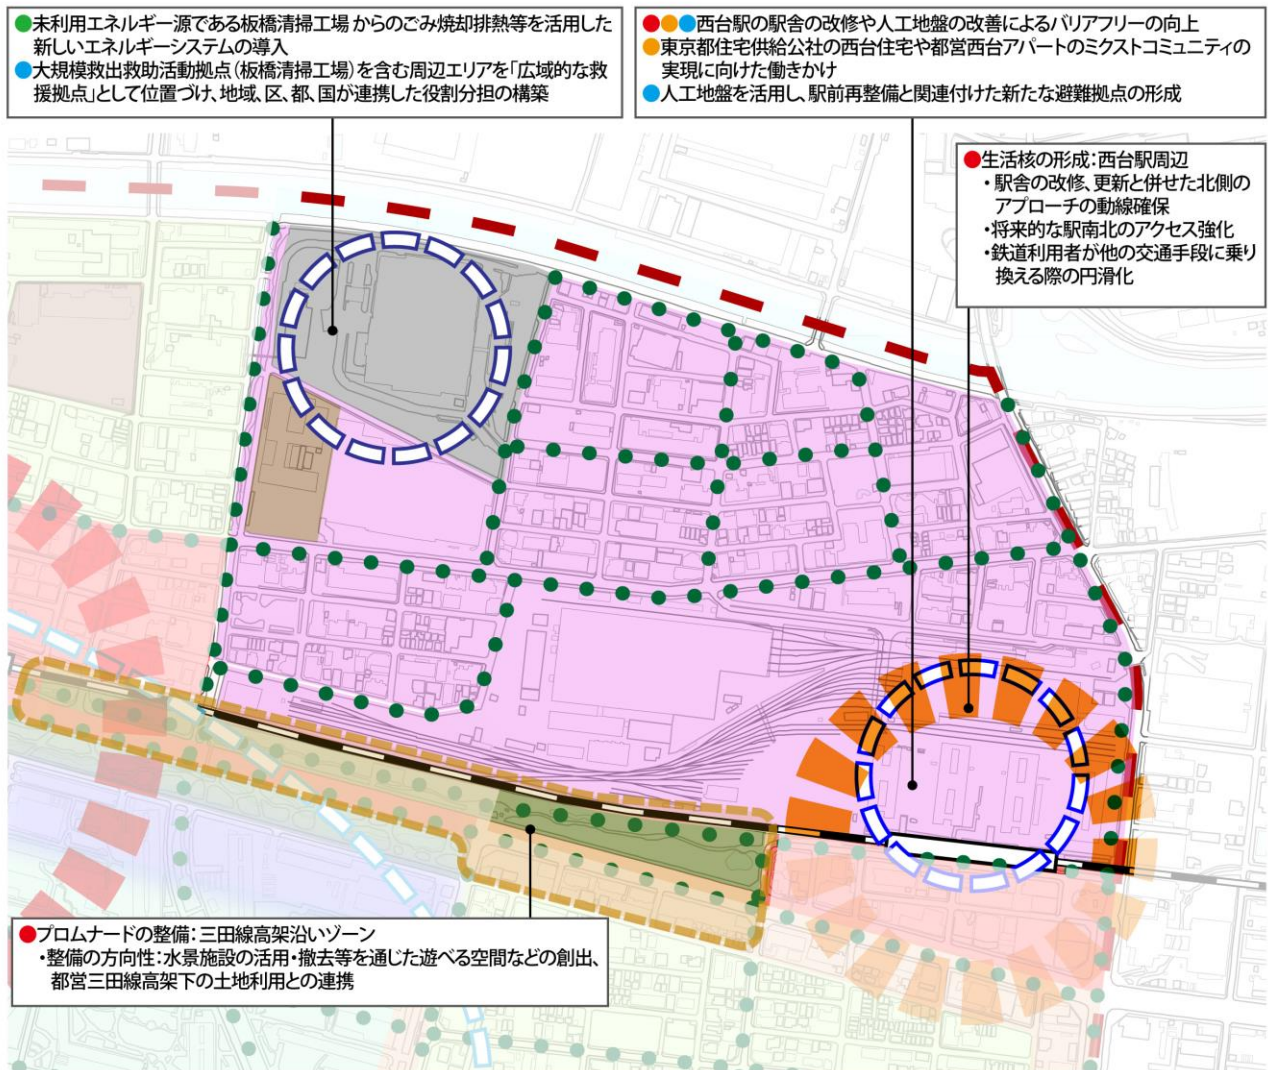 ●未利用エネルギー源である板橋清掃工場からのごみ焼却排熱等を活用した
新しいエネルギーシステムの導入
●大規模救出救助活動拠点(板橋清掃工場)を含む周辺エリアを「広域的な救
援拠点」として位置づけ、地域、区、都、国が連携した役割分担の構築
●●●西台駅の駅舎の改修や人工地盤の改善によるバリアフリーの向上
●東京都住宅供給公社の西台住宅や都営西台アパートのミクストコミュニティの
実現に向けた働きかけ
●人工地盤を活用し、駅前再整備と関連付けた新たな避難拠点の形成
●生活核の形成:西台駅周辺
・駅舎の改修、更新と併せた北側の
アプローチの動線確保
・将来的な駅南北のアクセス強化
・鉄道利用者が他の交通手段に乗り
換える際の円滑化
●プロムナードの整備:三田線高架沿いゾーン
・整備の方向性:水景施設の活用・撤去等を通じた遊べる空間などの創出、
都営三田線高架下の土地利用との連携